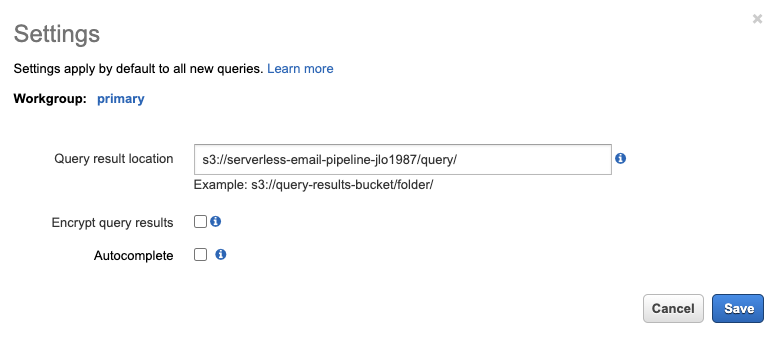 Settings
Settings apply by default to all new queries. Learn more
Workgroup: primary
Query result location s3://serverless-email-pipeline-jlo1987/query/
Example: s3://query-results-bucket/folder/
Encrypt query results
Autocomplete
Cancel Save